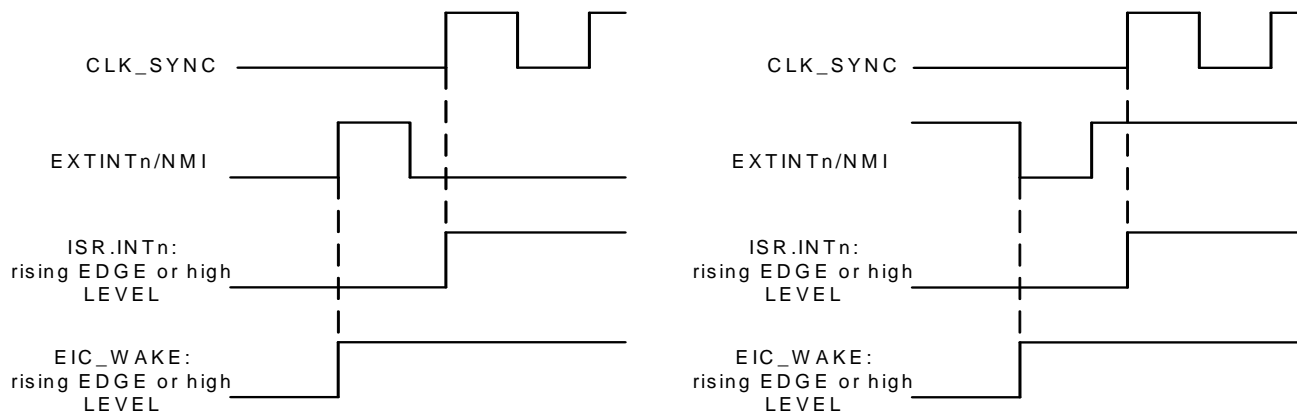 CLK_SYNC
EXTINTn/NMI
ISR.INTn:
rising EDGE or high
LEVEL
EIC_WAKE:
rising EDGE or high
LEVEL
CLK_SYNC
EXTINTn/NMI
ISR.INTn:
rising EDGE or high
LEVEL
EIC_WAKE:
rising EDGE or high
LEVEL